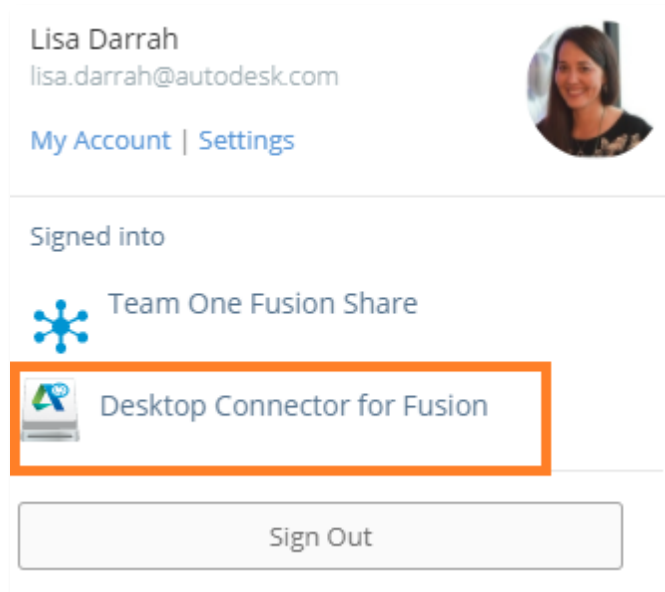 Lisa Darrah
lisa.darrah@autodesk.com
My Account | Settings
Signed into
Team One Fusion Share
Desktop Connector for Fusion
Sign Out